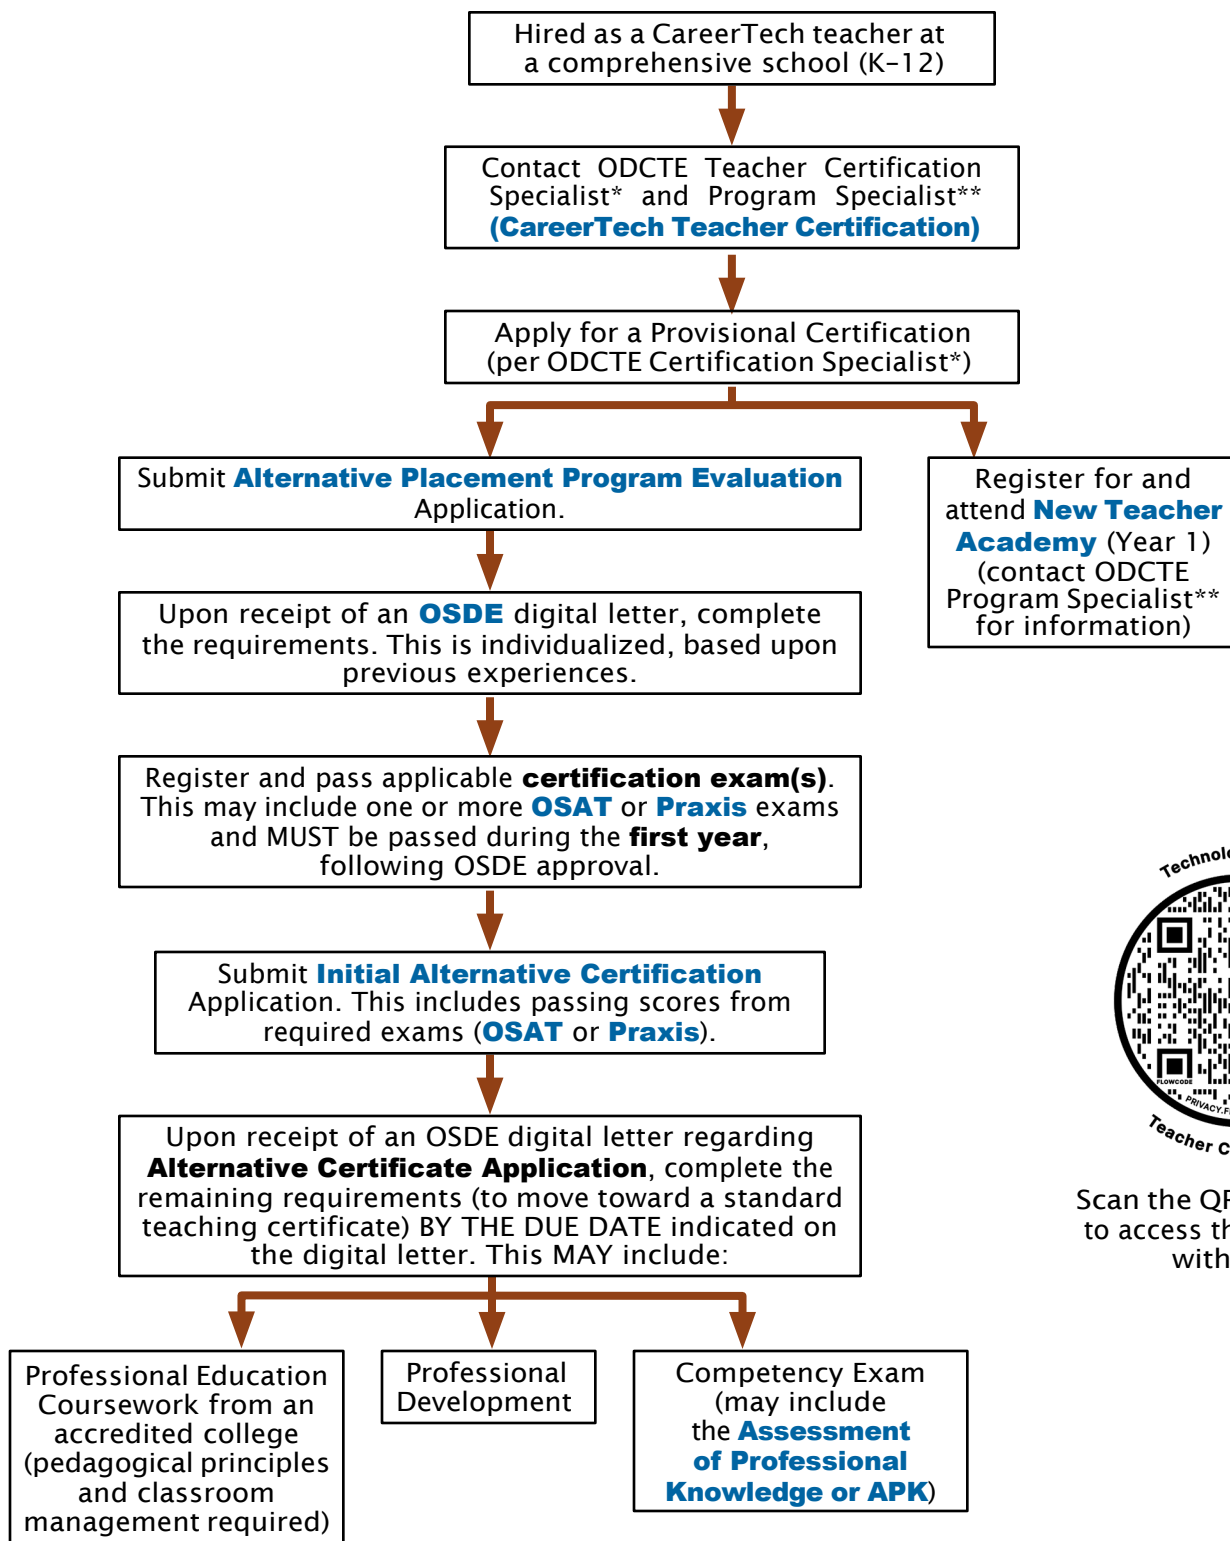 Hired as a CareerTech teacher at
a comprehensive school (K-12)
Contact ODCTE Teacher Certification
Specialist* and Program Specialist**
(CareerTech Teacher Certification)
Apply for a Provisional Certification
(per ODCTE Certification Specialist*)
Submit Alternative Placement Program Evaluation
Application.
Register for and
attend New Teacher
Academy (Year 1)
(contact ODCTE
Program Specialist**
for information)
Upon receipt of an OSDE digital letter, complete
the requirements. This is individualized, based upon
previous experiences.
Register and pass applicable certification exam(s).
This may include one or more OSAT or Praxis exams
and MUST be passed during the first year,
following OSDE approval.
Submit Initial Alternative Certification
Application. This includes passing scores from
required exams (OSAT or Praxis).
Upon receipt of an OSDE digital letter regarding
Alternative Certificate Application, complete the
remaining requirements (to move toward a standard
teaching certificate) BY THE DUE DATE indicated on
the digital letter. This MAY include:
Professional Education
Coursework from an
accredited college
(pedagogical principles
and classroom
management required)
Professional
Development
Competency Exam
(may include
the Assessment
of Professional
Knowledge or APK)
FLOWCODE
Teacher
Scan the
to access
with